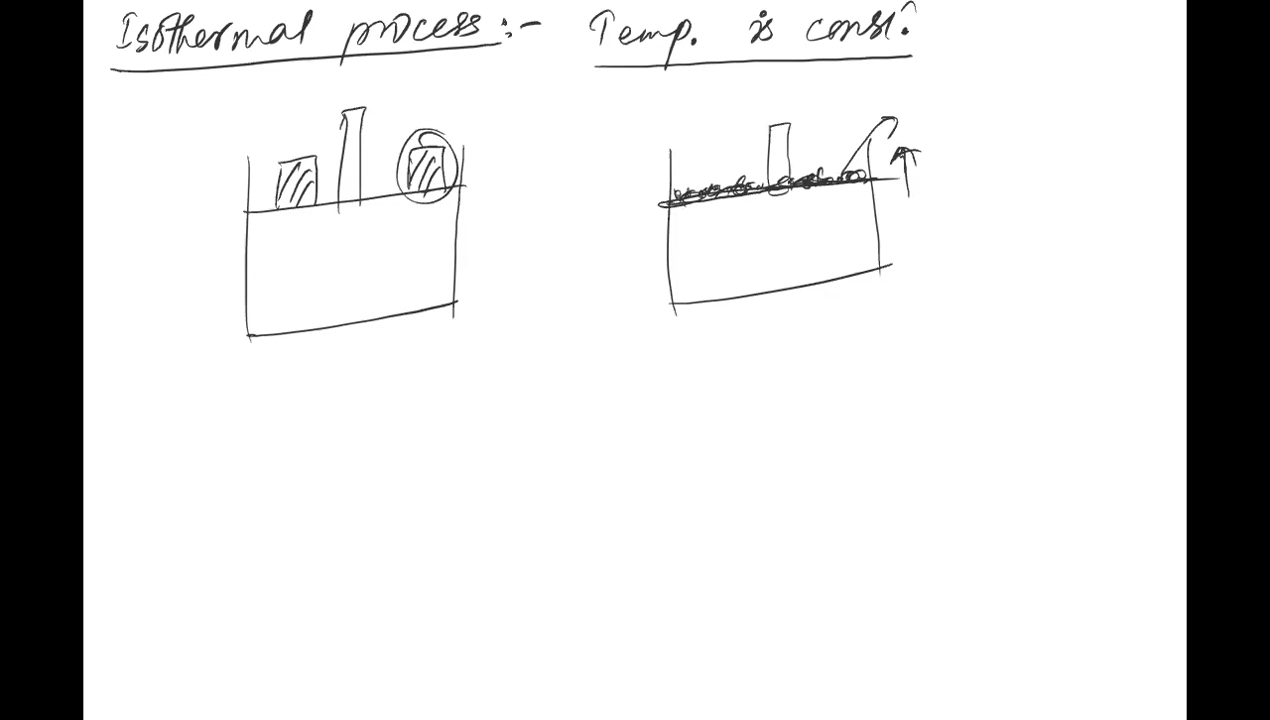 Isothermal process :- Temp. is const.